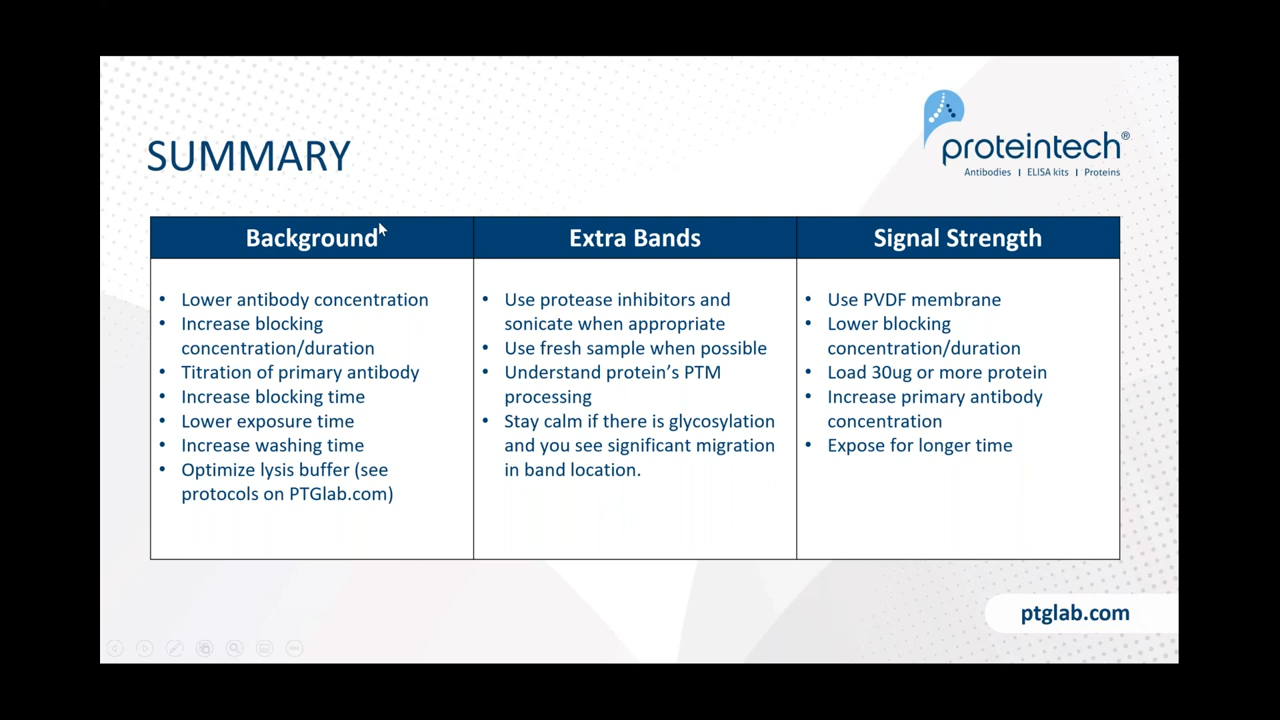 SUMMARY
proteintech®
Antibodies | ELISA kits | Proteins
Background
• Lower antibody concentration
• Increase blocking
concentration/duration
• Titration of primary antibody
• Increase blocking time
• Lower exposure time
• Increase washing time
• Optimize lysis buffer (see
protocols on PTGlab.com)
Extra Bands
• Use protease inhibitors and
sonicate when appropriate
• Use fresh sample when possible
• Understand protein’s PTM
processing
• Stay calm if there is glycosylation
and you see significant migration
in band location.
Signal Strength
• Use PVDF membrane
• Lower blocking
concentration/duration
• Load 30ug or more protein
• Increase primary antibody
concentration
• Expose for longer time
ptglab.com